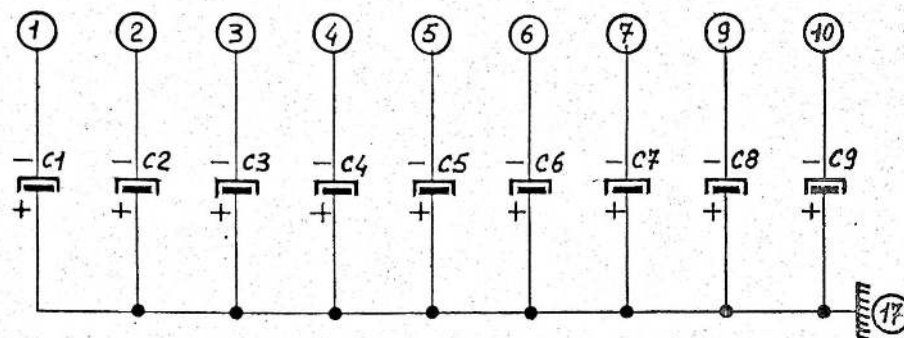 1 2 3 4 5 6 7 9 10
− C1 − C2 − C3 − C4 − C5 − C6 − C7 − C8 − C9
+ + + + + + + + +
17